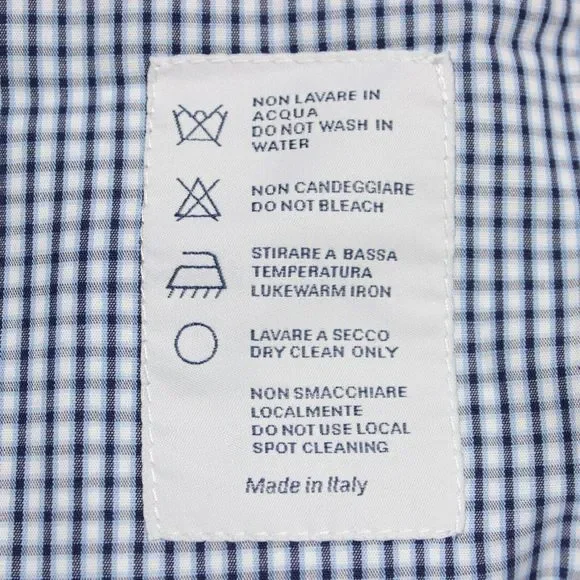 NON LAVARE IN
ACQUA
DO NOT WASH IN
WATER
NON CANDEGGIARE
DO NOT BLEACH
STIRARE A BASSA
TEMPERATURA
LUKEWARM IRON
LAVARE A SECCO
DRY CLEAN ONLY
NON SMACCHIARE
LOCALMENTE
DO NOT USE LOCAL
SPOT CLEANING
Made in Italy